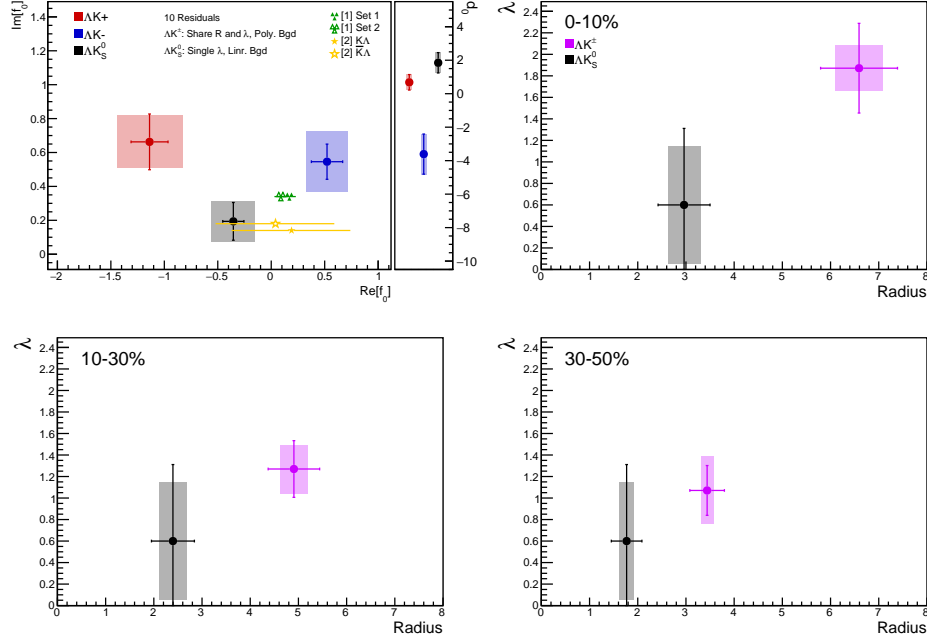 Im[f₀]
1.4
1.2
1
0.8
0.6
0.4
0.2
0
−2
−1.5
−1
−0.5
0
0.5
1
Re[f₀]
ΛK+
ΛK-
ΛK⁰S
10 Residuals
ΛK±: Share R and λ, Poly. Bgd
ΛK⁰S: Single λ, Linr. Bgd
[1] Set 1
[1] Set 2
[2] KΛ
[2] K̅Λ
d₀
2
0
−2
−4
−6
−8
−10
λ
2.4
2.2
2
1.8
1.6
1.4
1.2
1
0.8
0.6
0.4
0.2
0
0-10%
ΛK±
ΛK⁰S
0 1 2 3 4 5 6 7 8
Radius
λ
2.4
2.2
2
1.8
1.6
1.4
1.2
1
0.8
0.6
0.4
0.2
0
10-30%
0 1 2 3 4 5 6 7 8
Radius
λ
2.4
2.2
2
1.8
1.6
1.4
1.2
1
0.8
0.6
0.4
0.2
0
30-50%
0 1 2 3 4 5 6 7 8
Radius